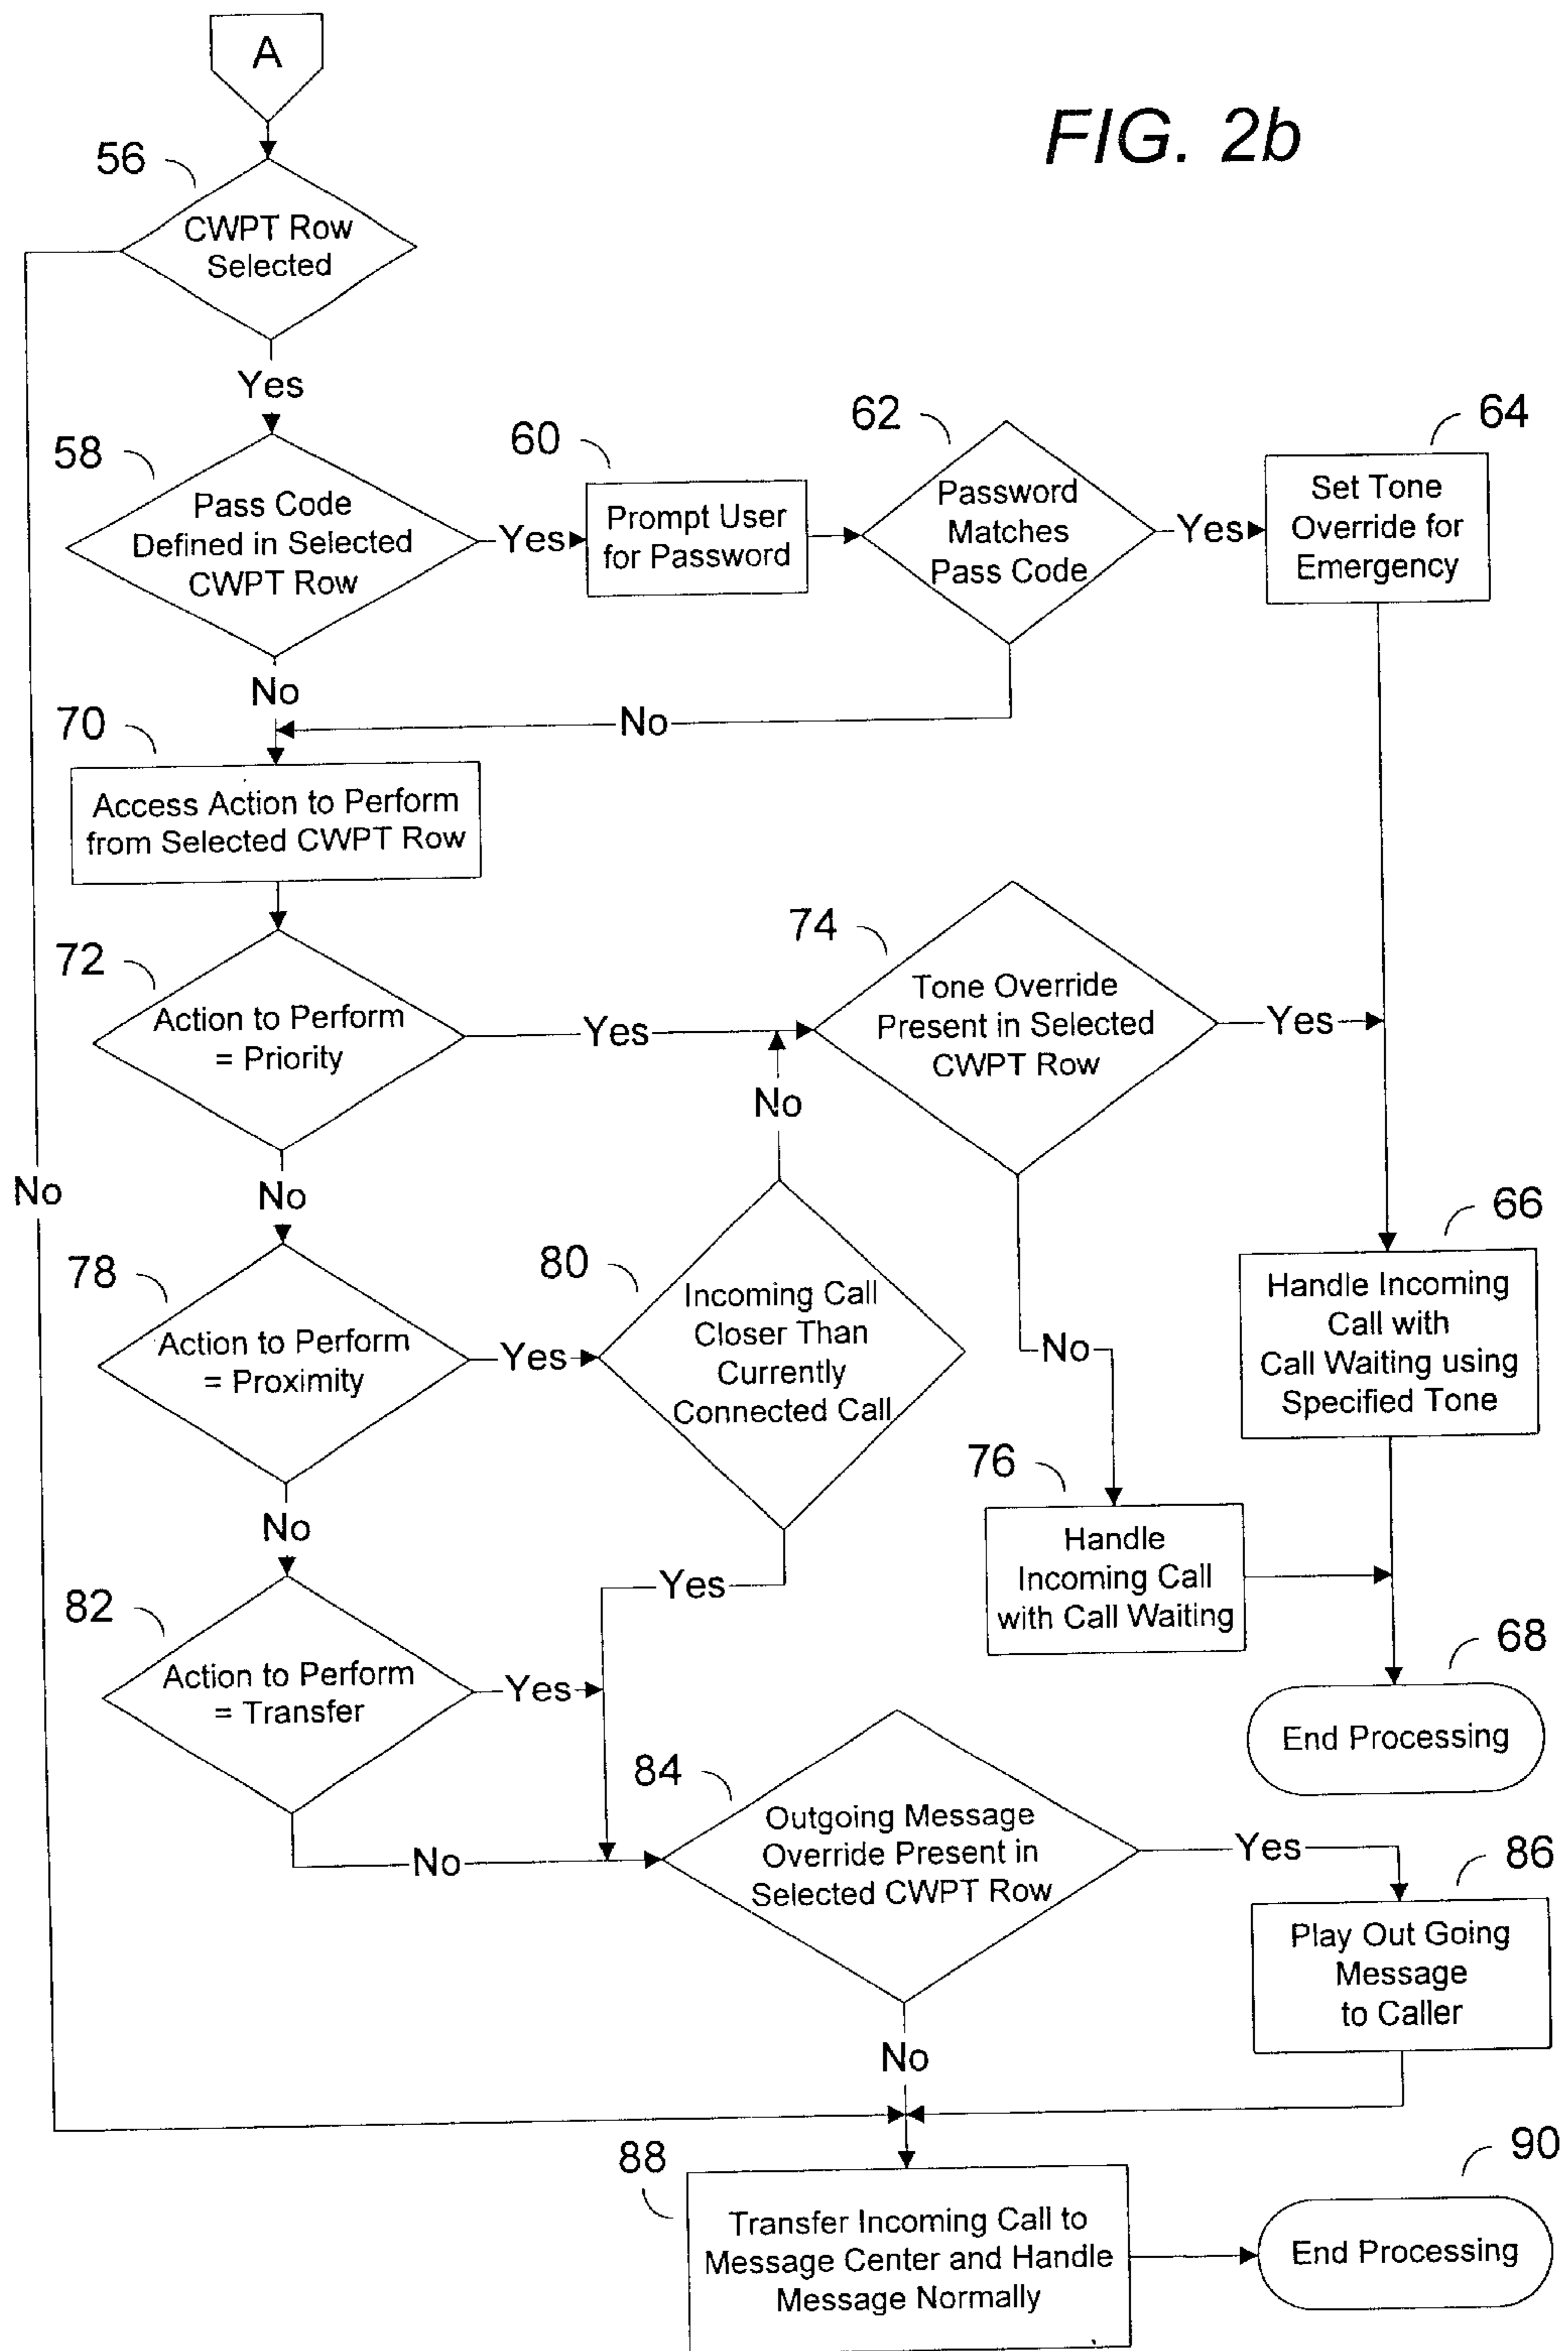 A
FIG. 2b
56
CWPT Row
Selected
Yes
58
Pass Code
Defined in Selected
CWPT Row
Yes
60
Prompt User
for Password
62
Password
Matches
Pass Code
Yes
64
Set Tone
Override for
Emergency
No
No
70
Access Action to Perform
from Selected CWPT Row
72
Action to Perform
= Priority
Yes
74
Tone Override
Present in Selected
CWPT Row
Yes
No
No
No
66
Handle Incoming
Call with
Call Waiting using
Specified Tone
78
Action to Perform
= Proximity
Yes
80
Incoming Call
Closer Than
Currently
Connected Call
No
76
Handle
Incoming Call
with Call Waiting
No
Yes
68
End Processing
82
Action to Perform
= Transfer
Yes
No
84
Outgoing Message
Override Present in
Selected CWPT Row
Yes
86
Play Out Going
Message
to Caller
No
88
Transfer Incoming Call to
Message Center and Handle
Message Normally
90
End Processing